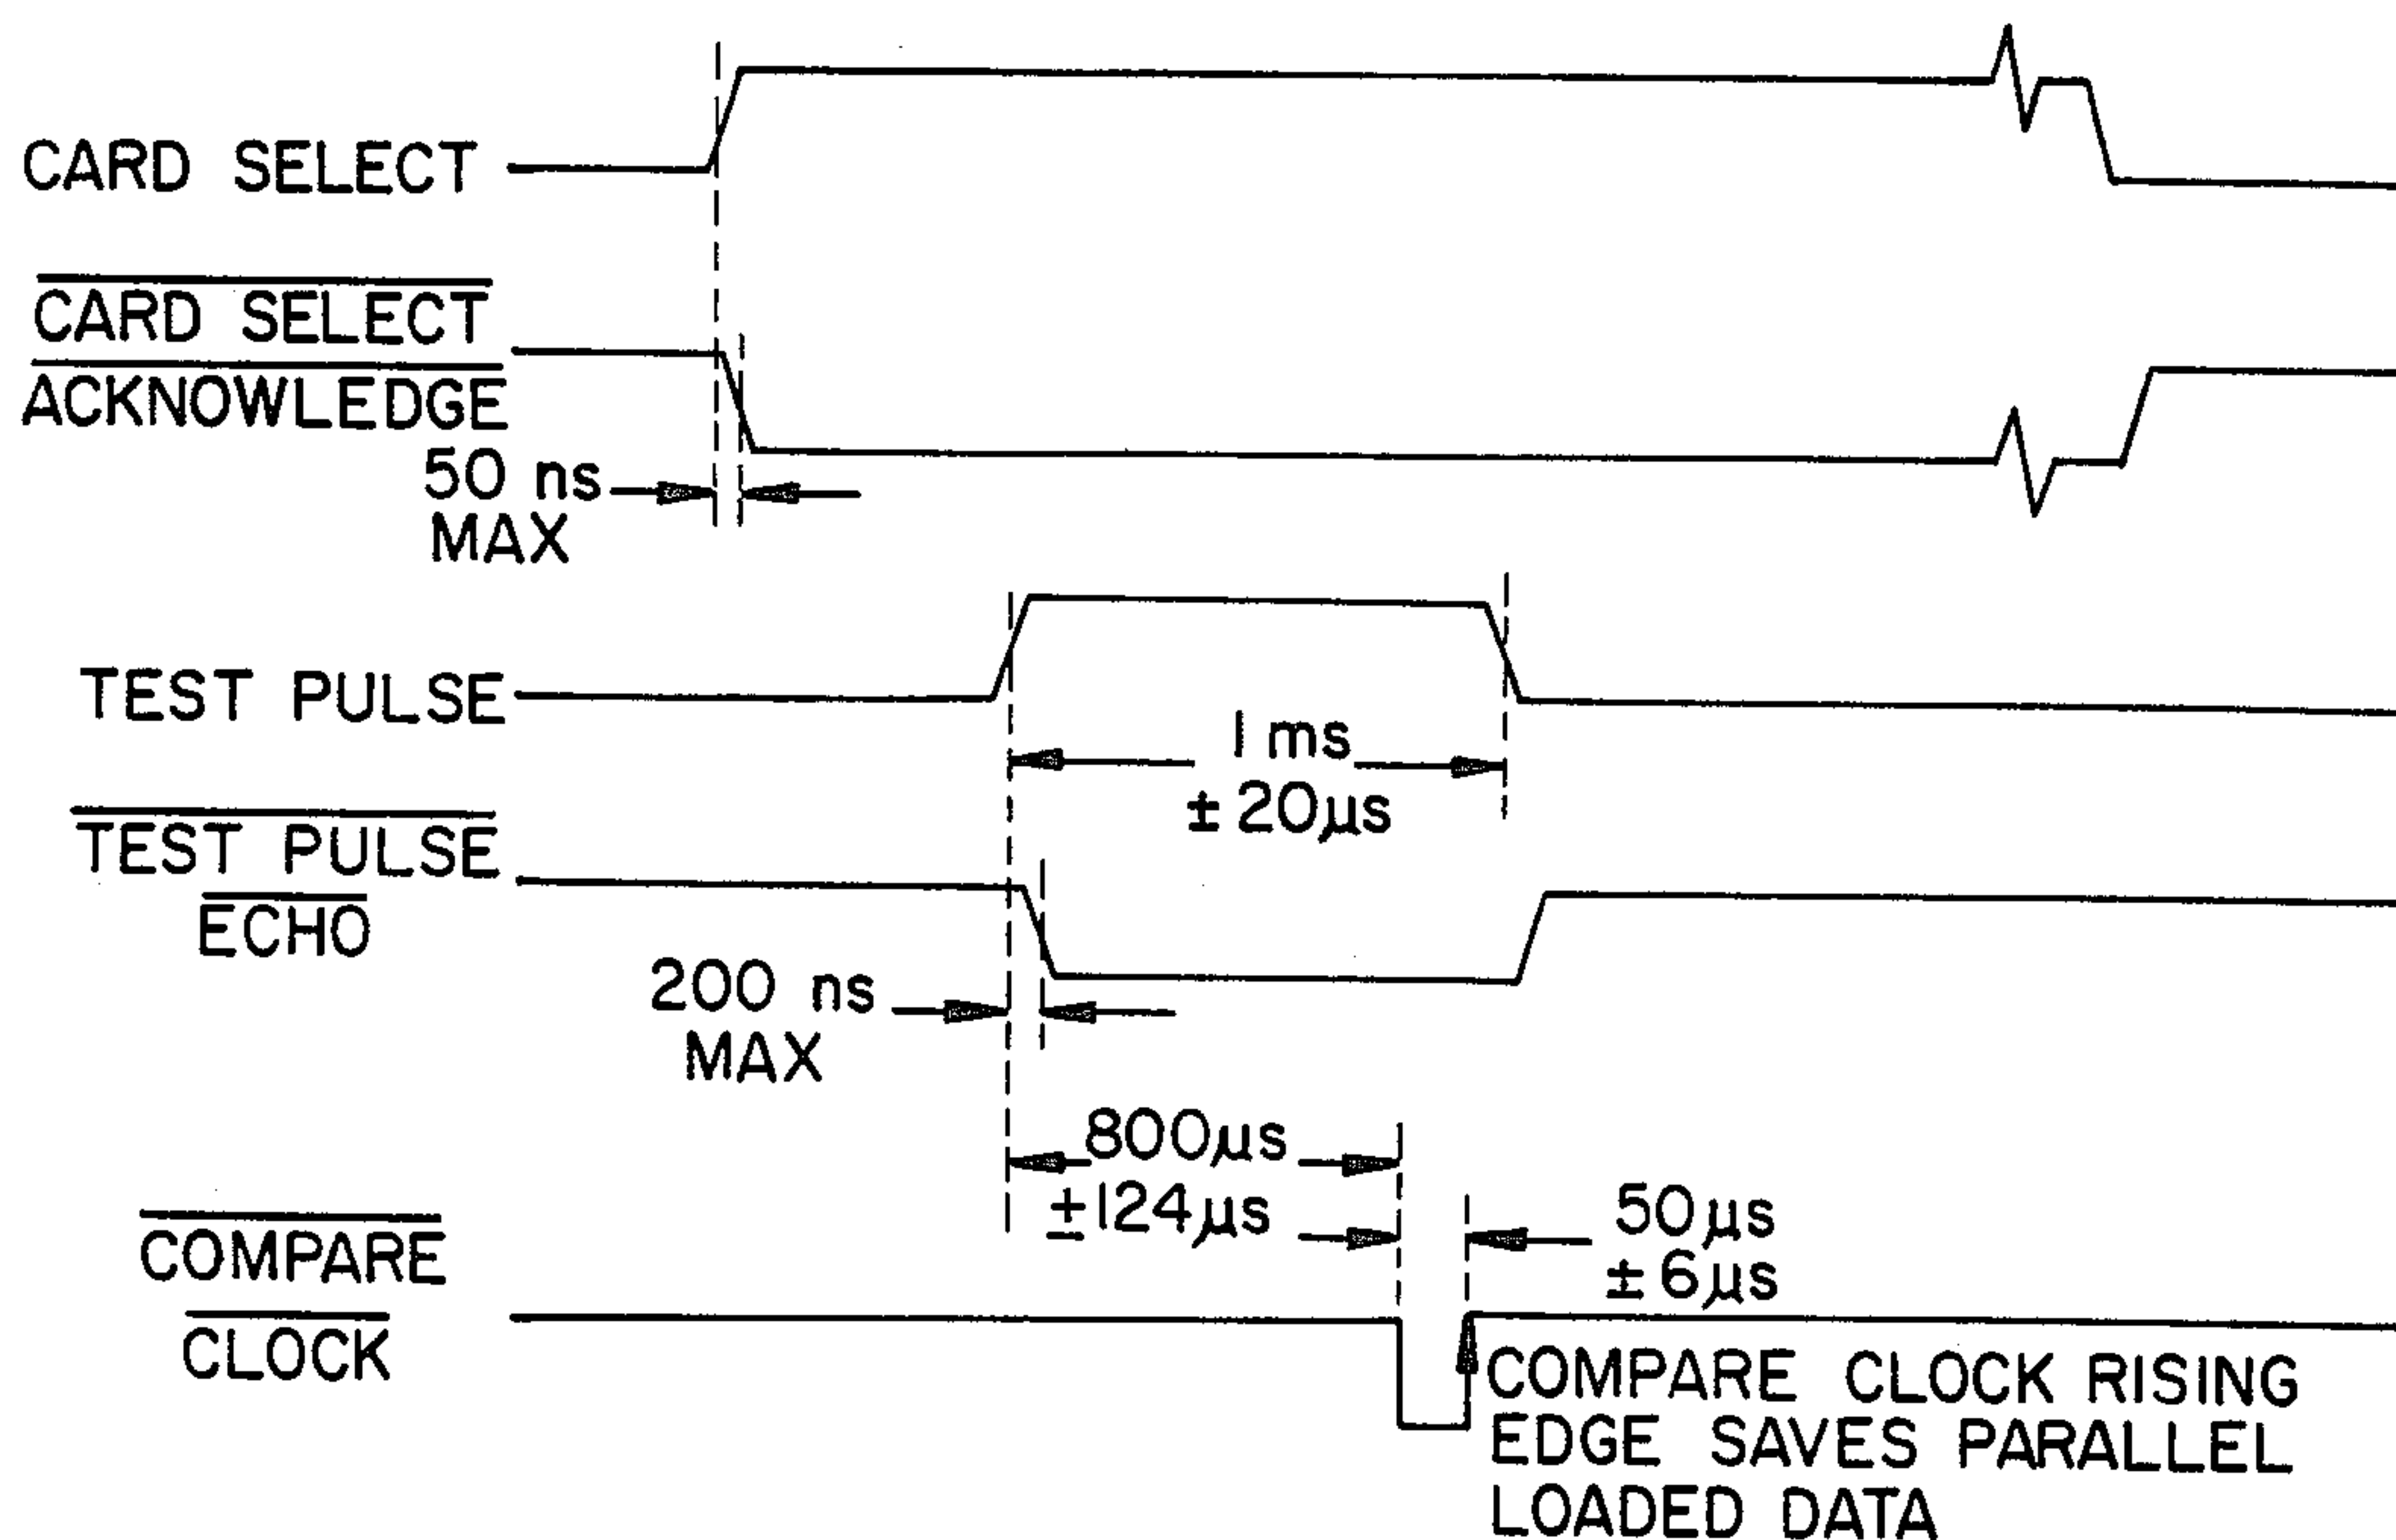 CARD SELECT
CARD SELECT
ACKNOWLEDGE
50 ns
MAX
TEST PULSE
1 ms
±20μs
TEST PULSE
ECHO
200 ns
MAX
800μs
±124μs
50μs
±6μs
COMPARE
CLOCK
COMPARE CLOCK RISING
EDGE SAVES PARALLEL
LOADED DATA